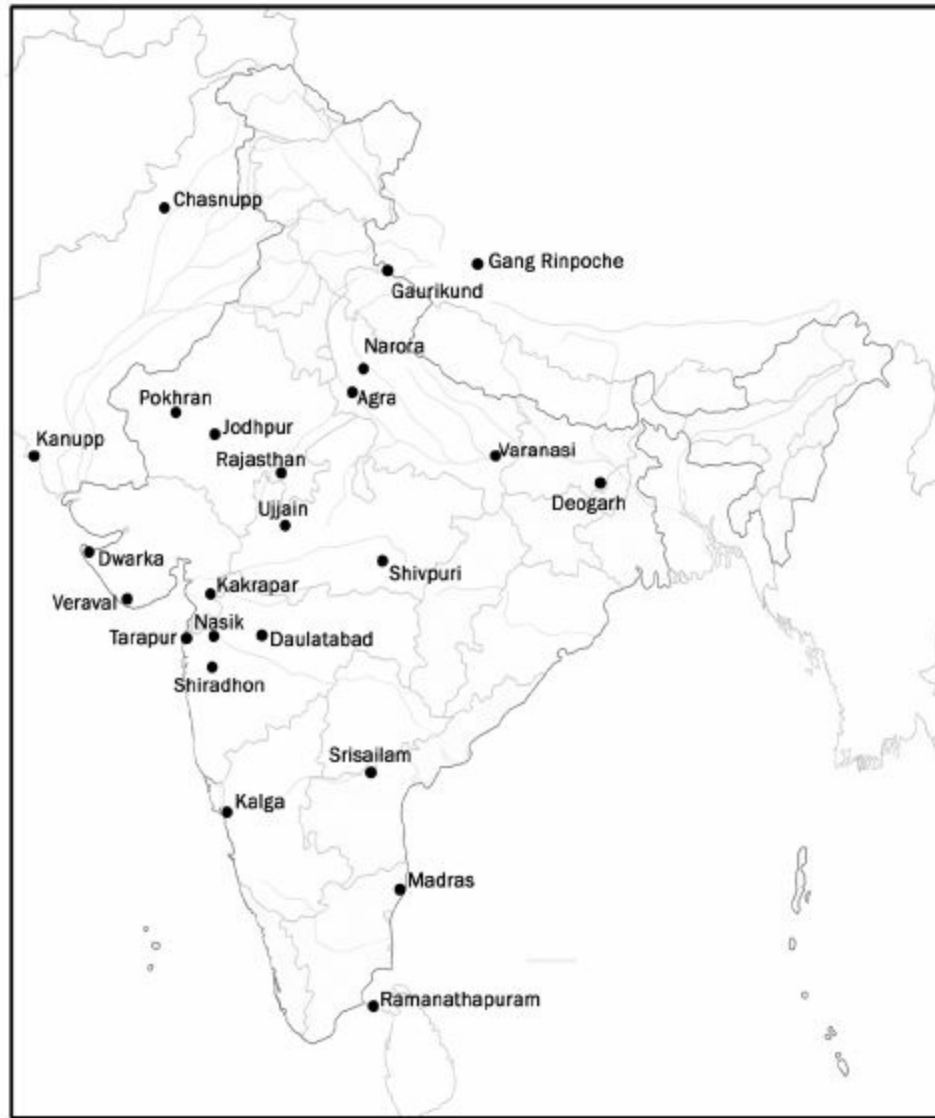 Chasnupp
Gang Rinpoche
Gaurikund
Narora
Agra
Pokhran
Jodhpur
Kanupp
Rajasthan
Varanasi
Deogarh
Ujjain
Dwarka
Shivpuri
Kakrapar
Veraval
Nasik
Tarapur
Daulatabad
Shiradhon
Srisailam
Kalga
Madras
Ramanathapuram